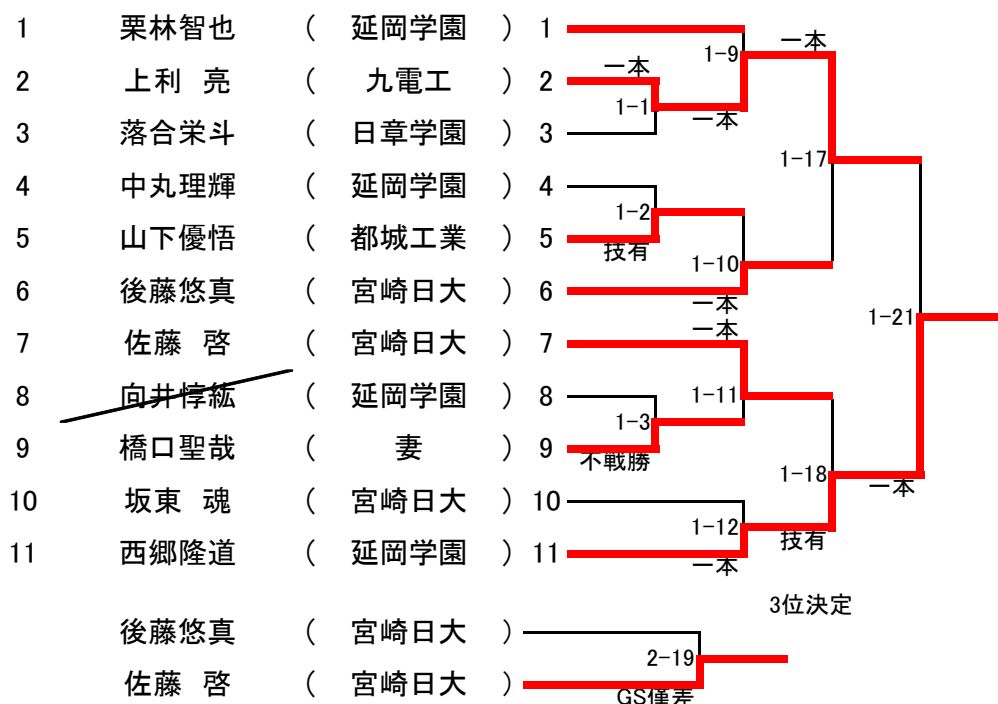 1 栗林智也 ( 延岡学園 ) 1
1-9 一本
2 上利 亮 ( 九電工 ) 2 一本
1-1 一本
3 落合栄斗 ( 日章学園 ) 3
1-17
4 中丸理輝 ( 延岡学園 ) 4
1-2
5 山下優悟 ( 都城工業 ) 5 技有
1-10
6 後藤悠真 ( 宮崎日大 ) 6 一本
1-21
一本
7 佐藤 啓 ( 宮崎日大 ) 7
8 向井惇紘 ( 延岡学園 ) 8 1-11
1-3
9 橋口聖哉 ( 妻 ) 9 不戦勝
1-18 一本
10 坂東 魂 ( 宮崎日大 ) 10
1-12 技有
11 西郷隆道 ( 延岡学園 ) 11 一本
3位決定
後藤悠真 ( 宮崎日大 )
2-19
佐藤 啓 ( 宮崎日大 ) GS僅差